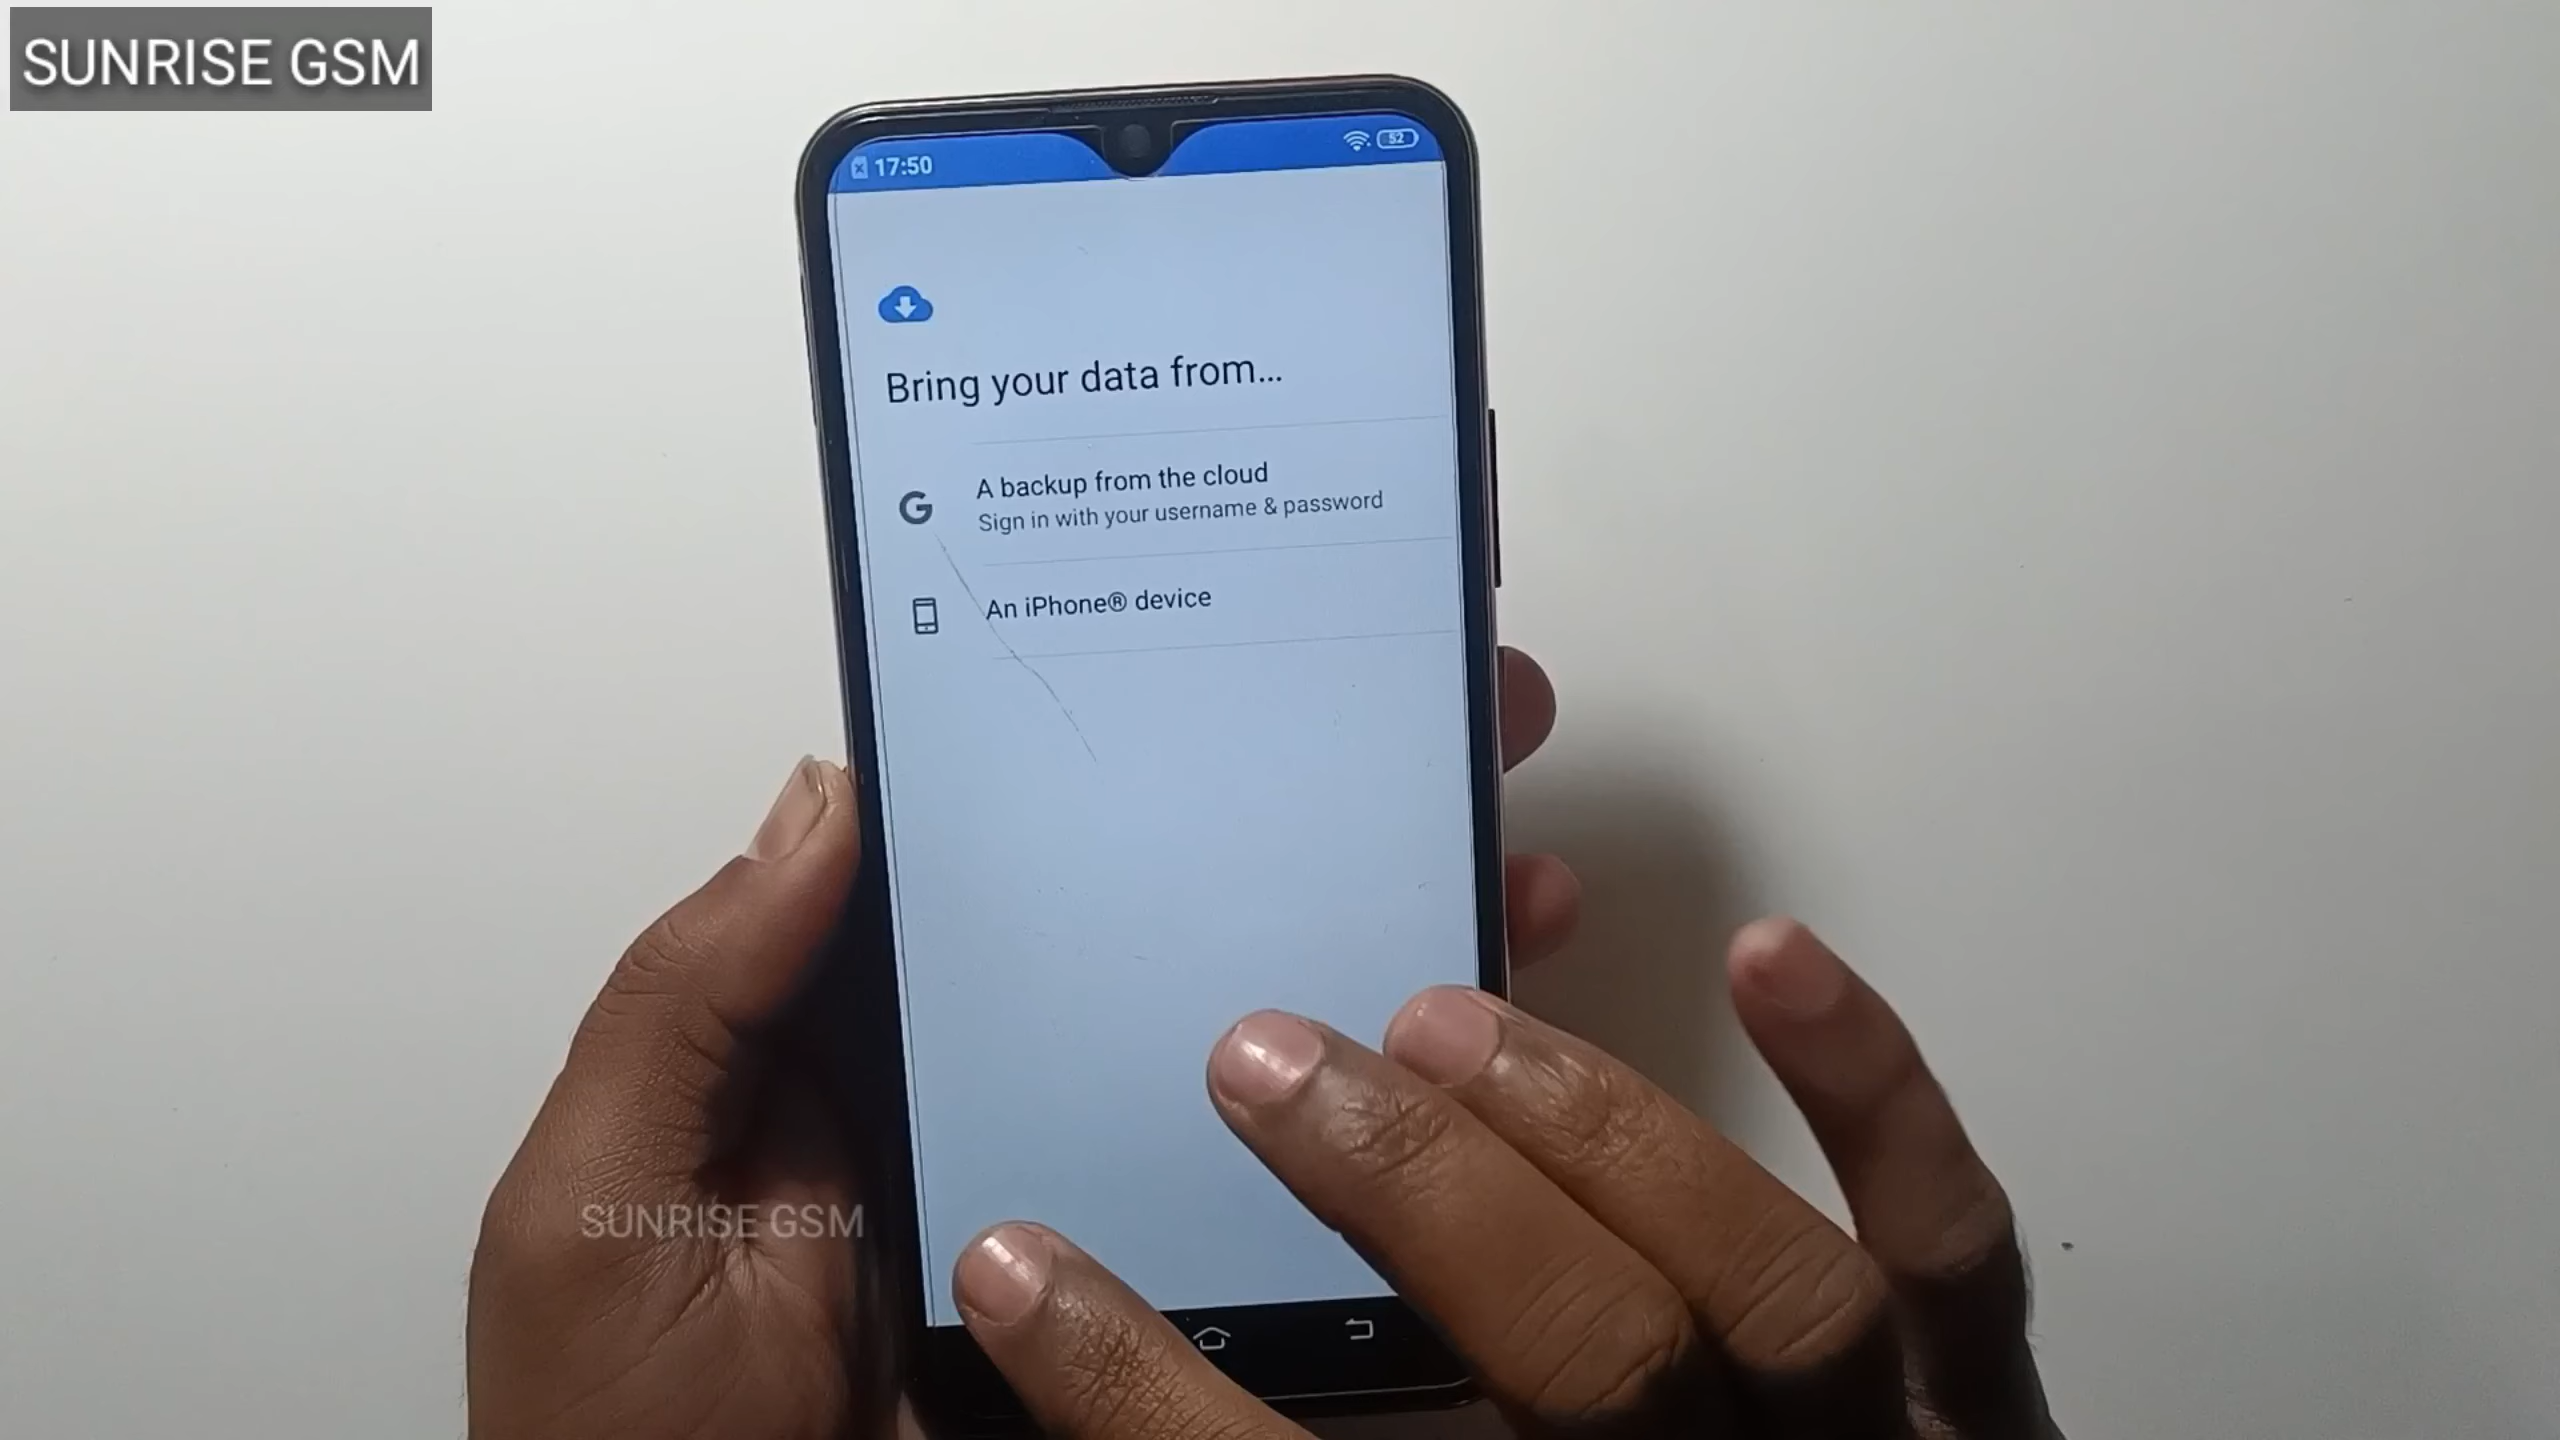 SUNRISE GSM
17:50
52
Bring your data from...
A backup from the cloud
Sign in with your username & password
An iPhone® device
SUNRISE GSM